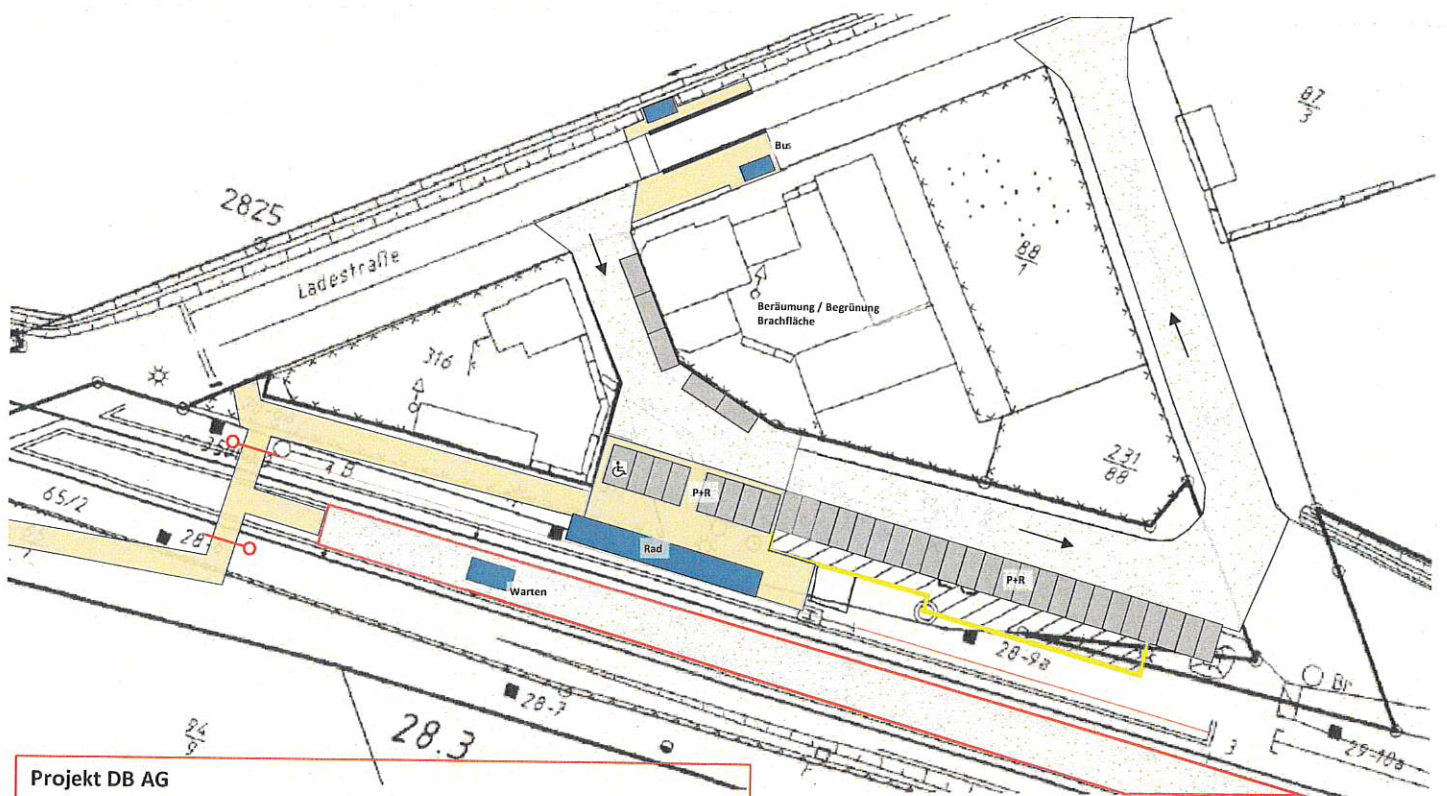 87
3
Bus
2825
Ladestraße
88
1
Beräumung / Begrünung
Brachfläche
316
231
88
P+R
65/2
28-
Rad
P+R
Warten
28-9a
Br
28-7
28.3
94
9
3
E
29-10a
Projekt DB AG